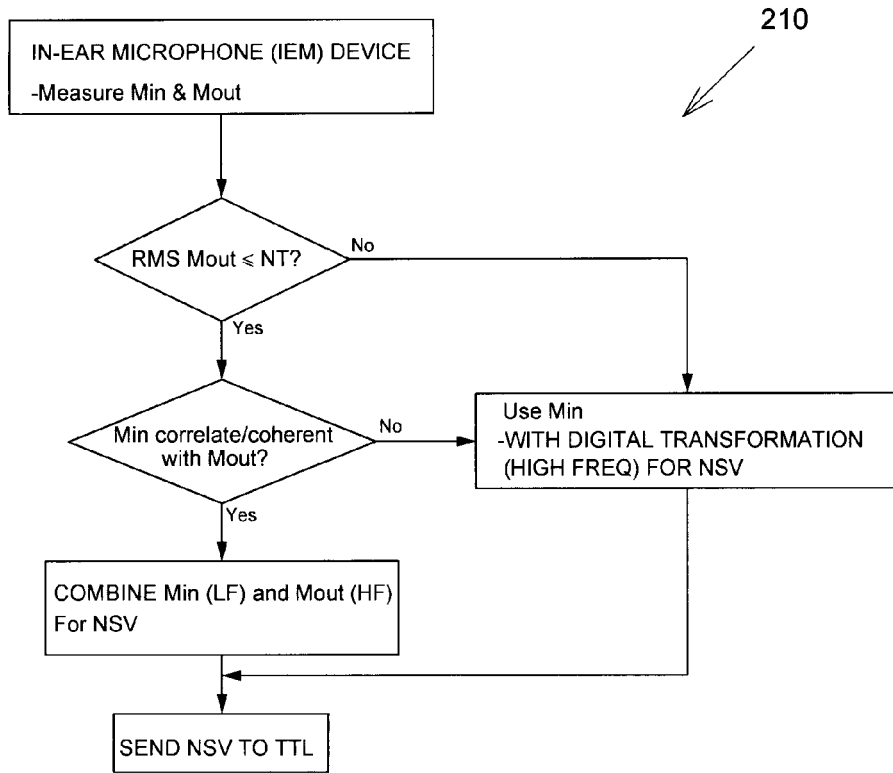 210
IN-EAR MICROPHONE (IEM) DEVICE
-Measure Min & Mout
RMS Mout ⩽ NT?
No
Yes
Min correlate/coherent
with Mout?
No
Use Min
-WITH DIGITAL TRANSFORMATION
(HIGH FREQ) FOR NSV
Yes
COMBINE Min (LF) and Mout (HF)
For NSV
SEND NSV TO TTL